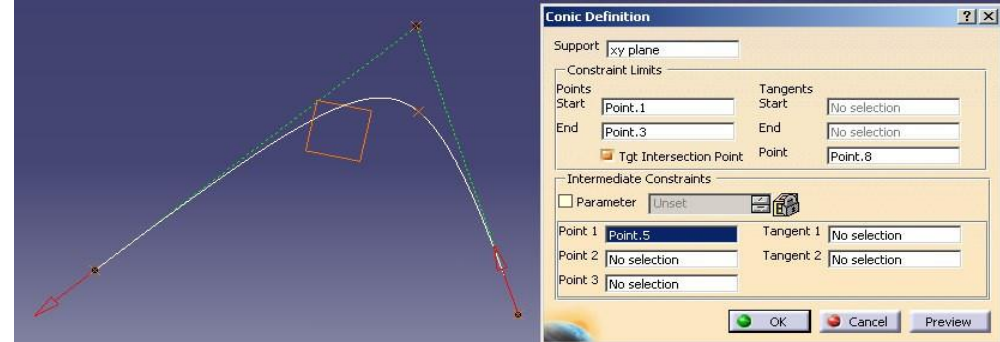 Conic Definition ? X
Support xy plane
Constraint Limits
Points Tangents
Start Point.1 Start No selection
End Point.3 End No selection
Tgt Intersection Point Point Point.8
Intermediate Constraints
Parameter Unset
Point 1 Point.5 Tangent 1 No selection
Point 2 No selection Tangent 2 No selection
Point 3 No selection
OK Cancel Preview